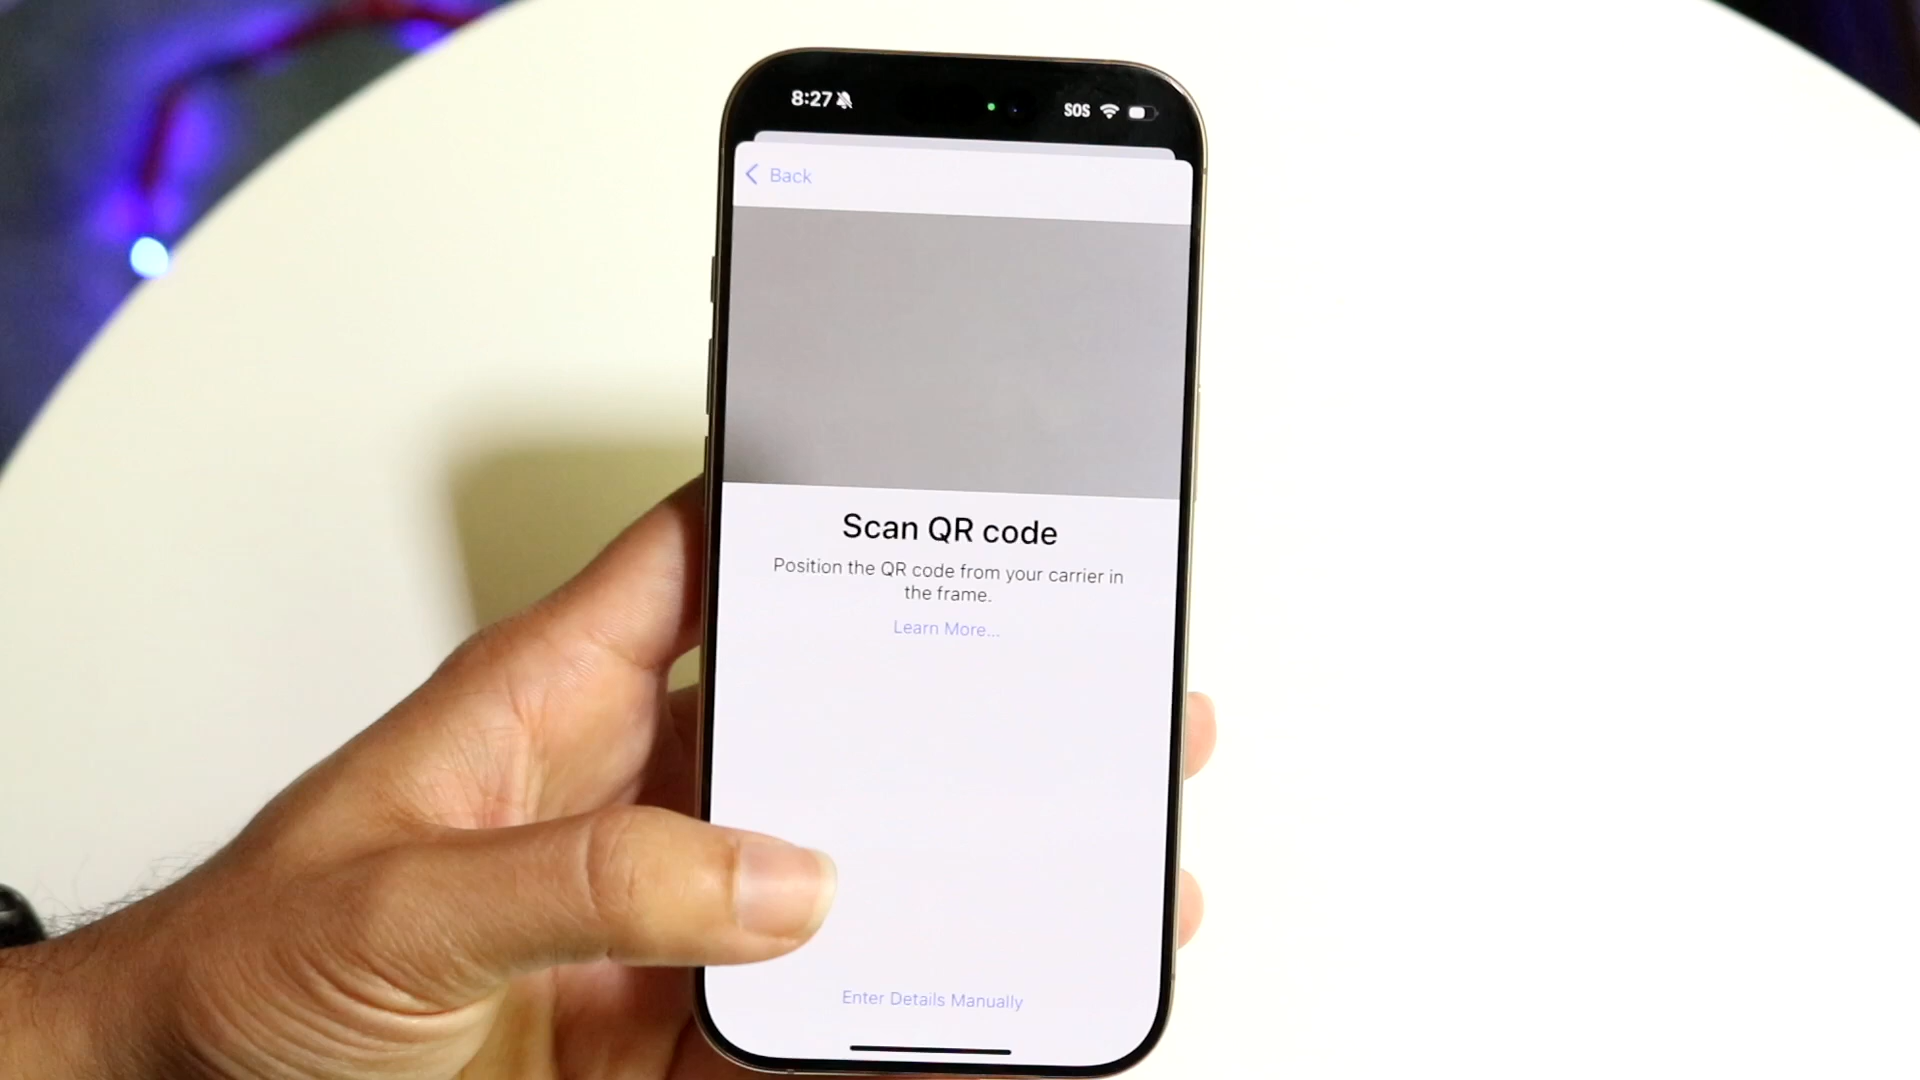 8:27
SOS
Back
Scan QR code
Position the QR code from your carrier in
the frame.
Learn More...
Enter Details Manually